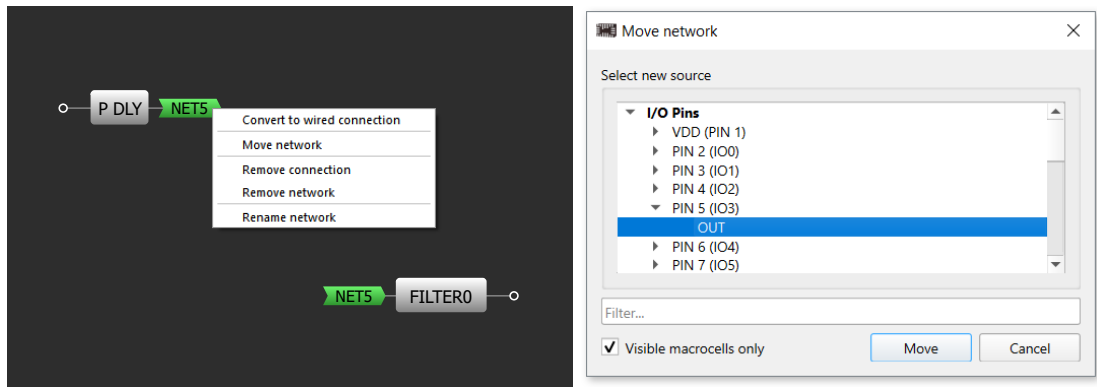 P DLY
NET5
Convert to wired connection
Move network
Remove connection
Remove network
Rename network
NET5
FILTER0
Move network
Select new source
I/O Pins
VDD (PIN 1)
PIN 2 (IO0)
PIN 3 (IO1)
PIN 4 (IO2)
PIN 5 (IO3)
OUT
PIN 6 (IO4)
PIN 7 (IO5)
Filter...
Visible macrocells only
Move
Cancel